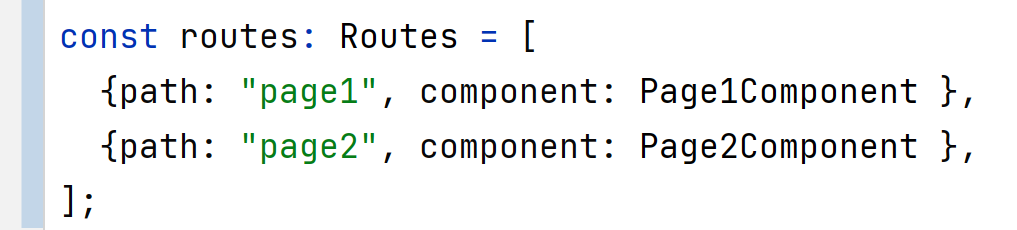 const routes: Routes = [
  {path: "page1", component: Page1Component },
  {path: "page2", component: Page2Component },
];